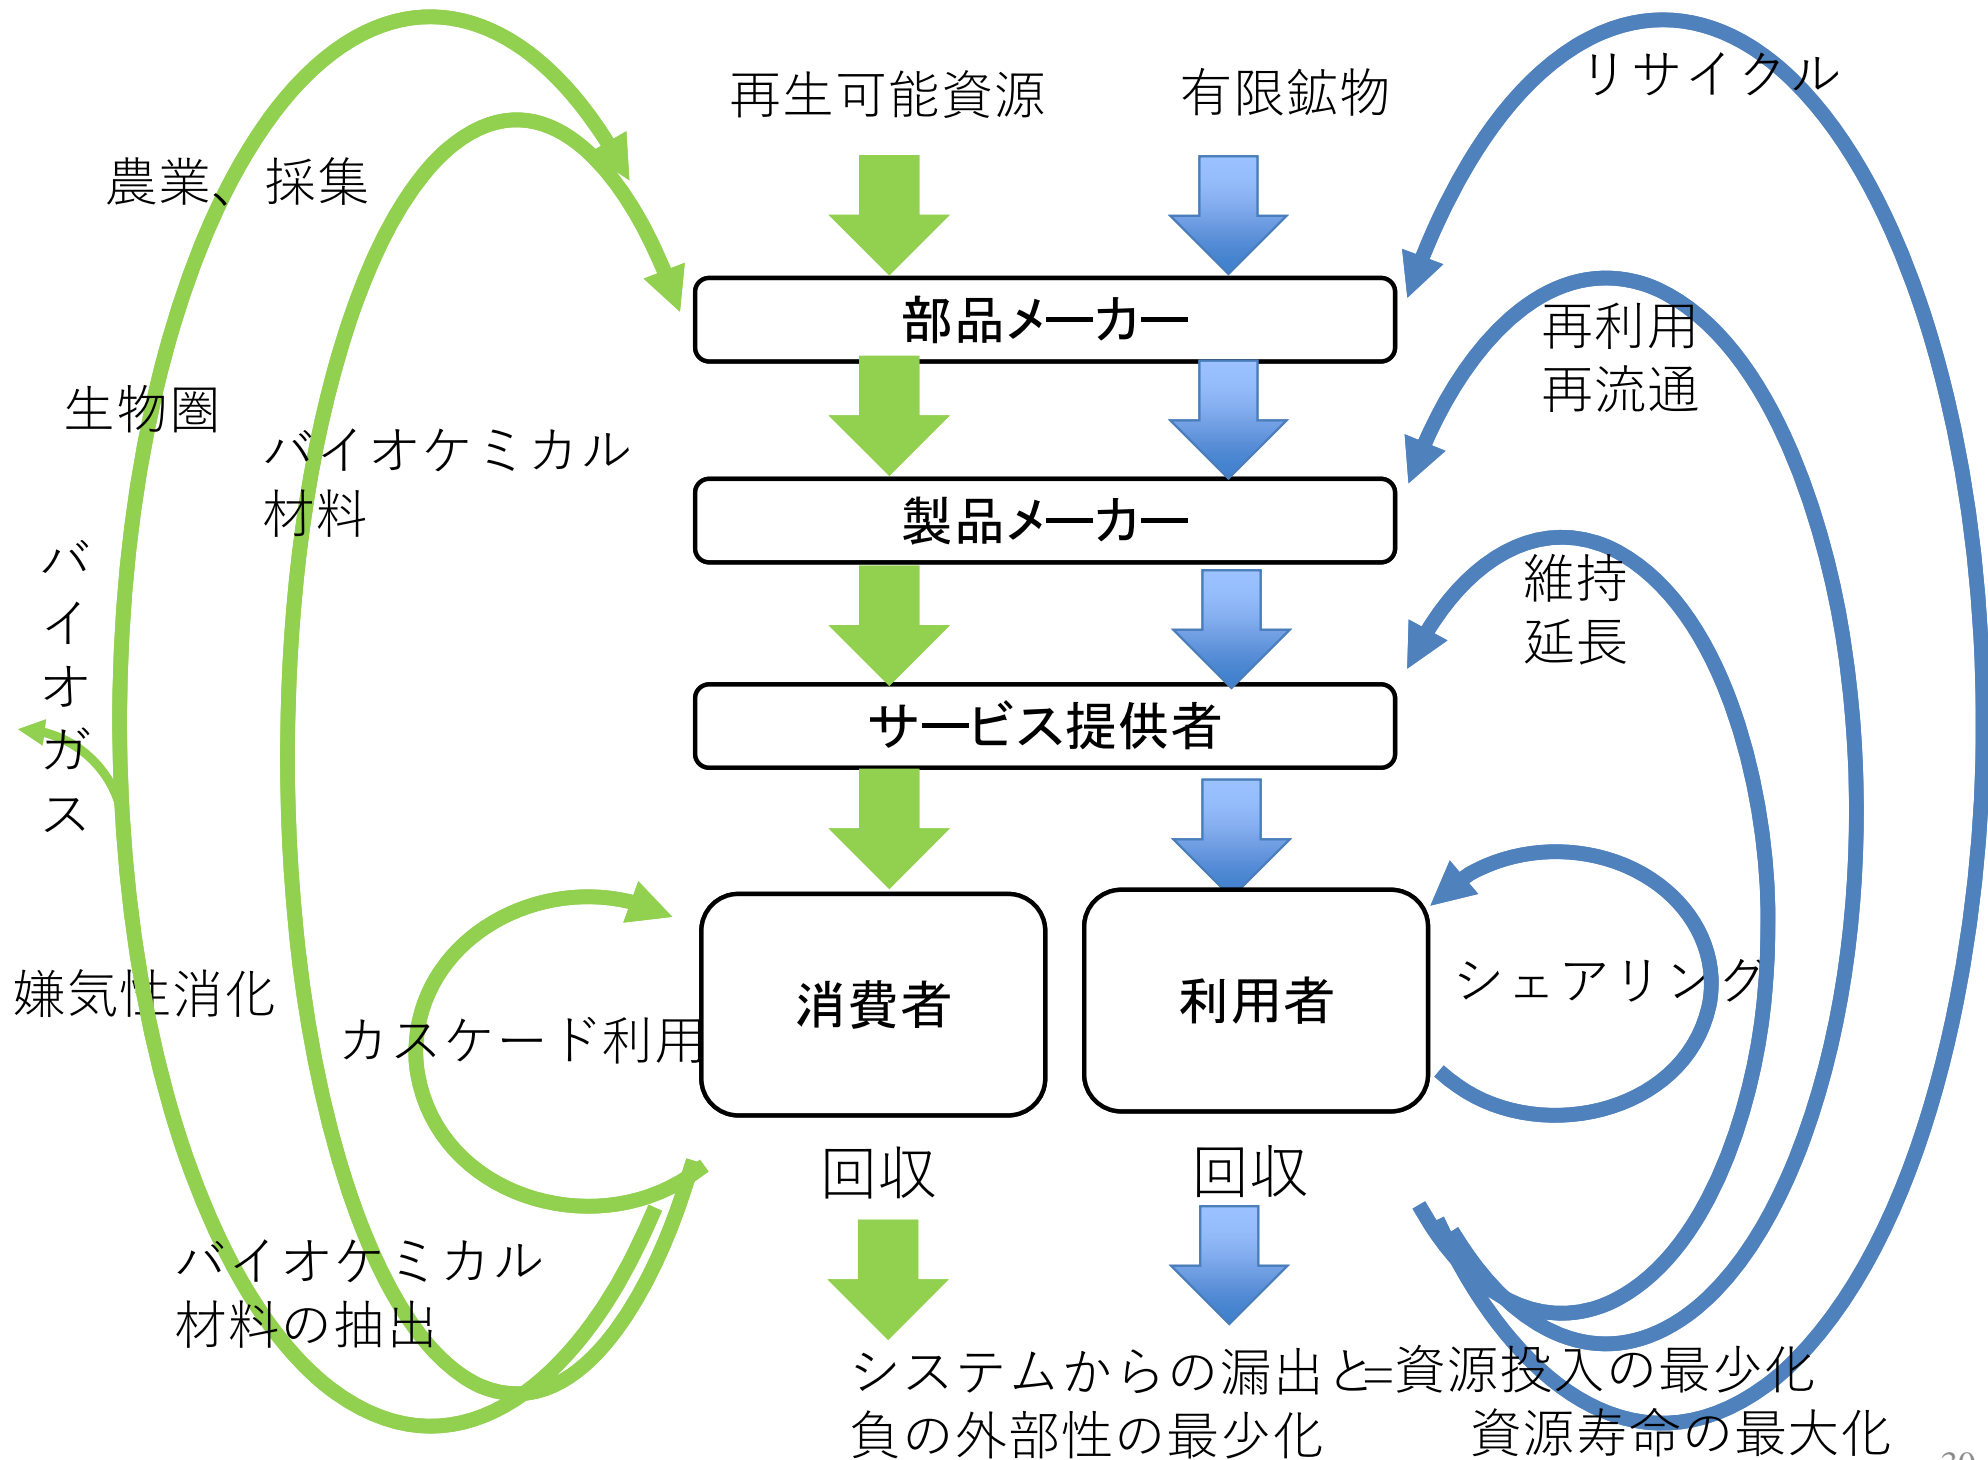 再生可能資源
有限鉱物
リサイクル
農業、採集
部品メーカー
再利用
再流通
生物圏
バイオケミカル
材料
製品メーカー
バイオガス
維持
延長
サービス提供者
嫌気性消化
カスケード利用
消費者
利用者
シェアリング
回収
回収
バイオケミカル
材料の抽出
システムからの漏出と
負の外部性の最少化
=資源投入の最少化
資源寿命の最大化